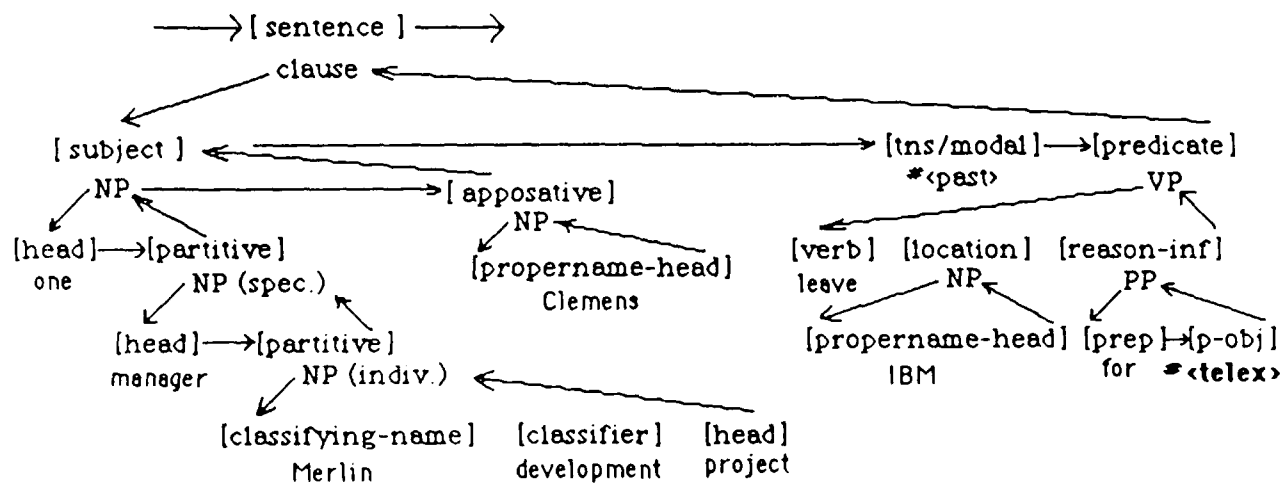 [sentence]
clause
[subject] [tns/modal] [predicate]
#<past>
NP [apposative] VP
NP
[head] [partitive] [propername-head] [verb] [location] [reason-inf]
one NP (spec.) Clemens leave NP PP
[head] [partitive] [propername-head] [prep] [p-obj]
manager NP (indiv.) IBM for #<telex>
[classifying-name] [classifier] [head]
Merlin development project